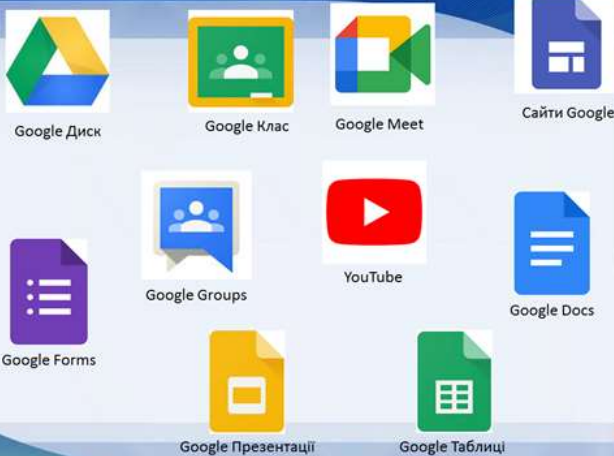 Google Диск
Google Клас
Google Meet
Сайти Google
Google Groups
YouTube
Google Docs
Google Forms
Google Презентації
Google Таблиці